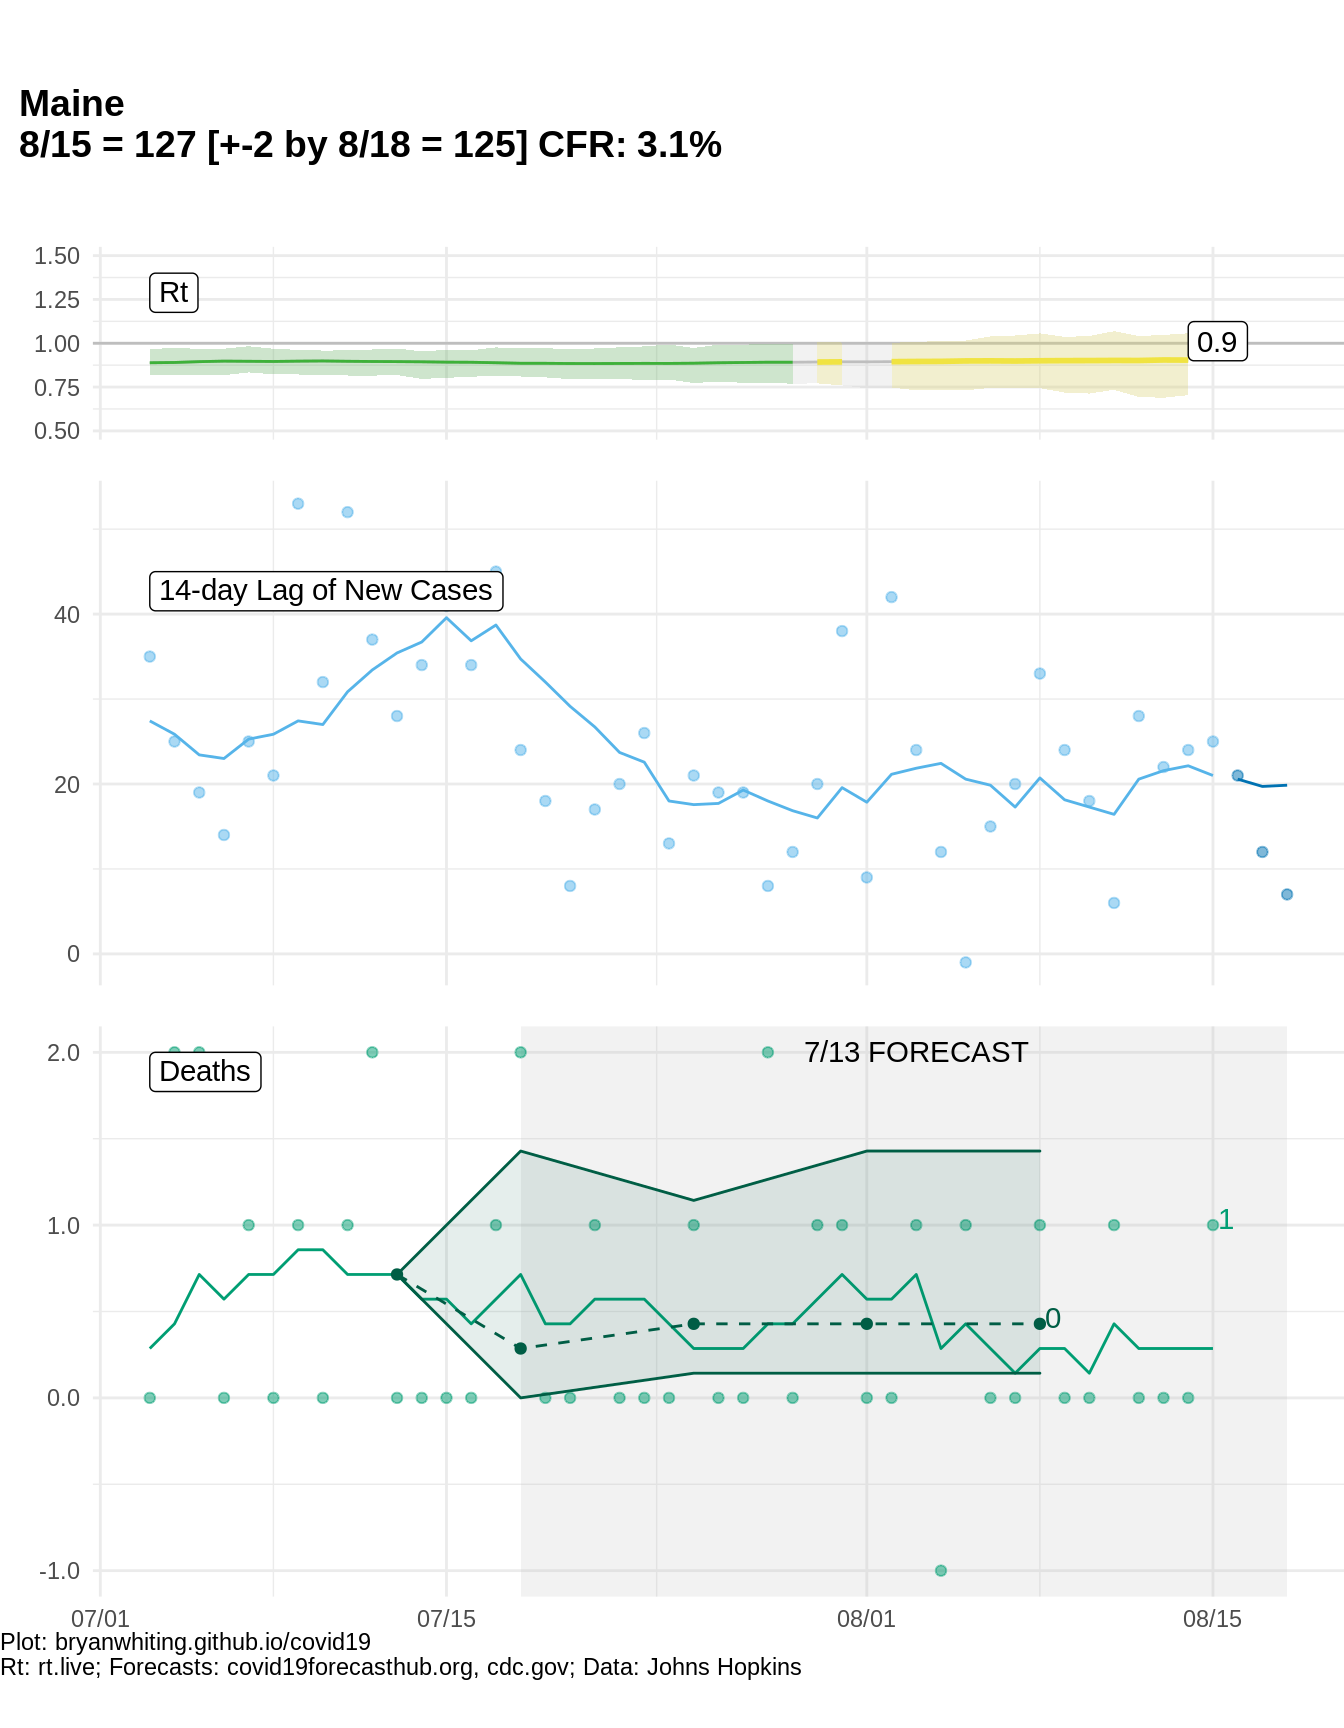 Maine
8/15 = 127 [+-2 by 8/18 = 125] CFR: 3.1%
1.50
1.25
1.00
0.75
0.50
Rt
0.9
40
20
0
14-day Lag of New Cases
2.0
1.0
0.0
-1.0
Deaths
7/13 FORECAST
1
0
07/01 07/15 08/01 08/15
Plot: bryanwhiting.github.io/covid19
Rt: rt.live; Forecasts: covid19forecasthub.org, cdc.gov; Data: Johns Hopkins